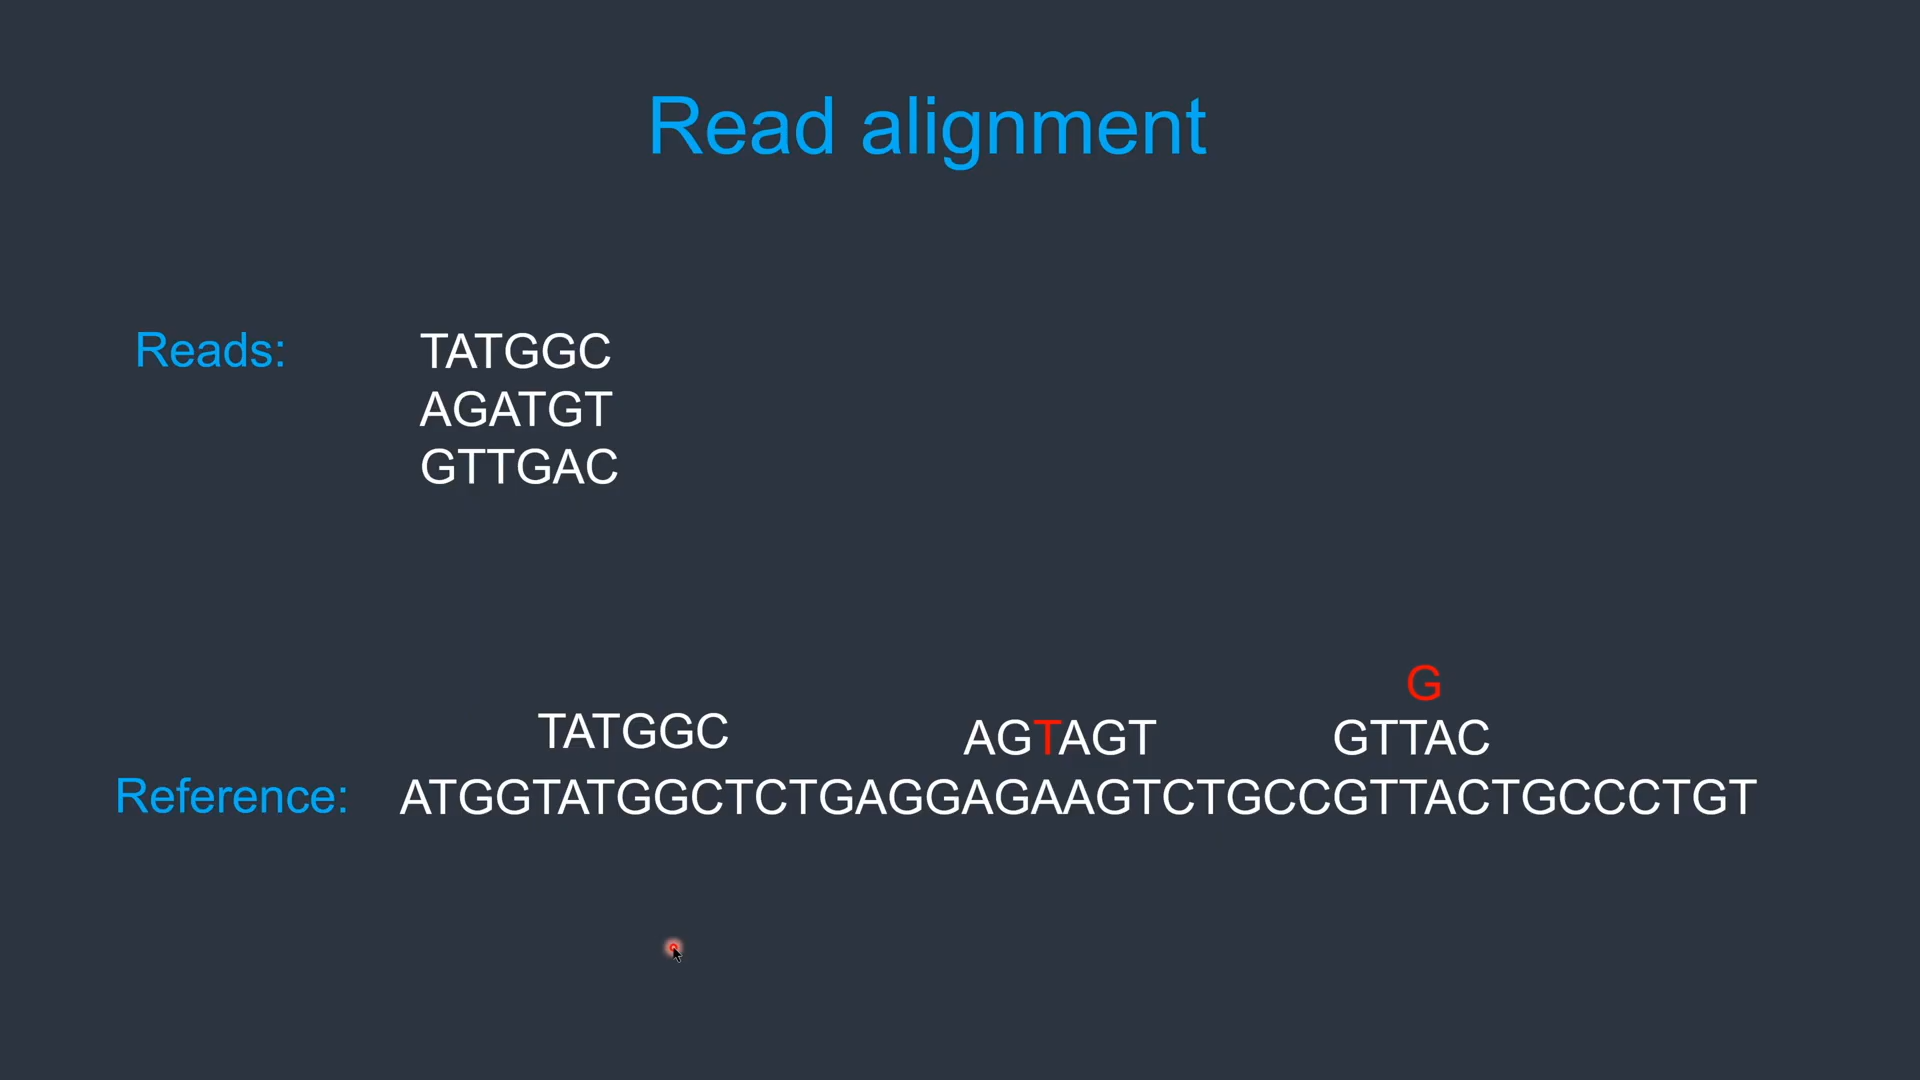 Read alignment
Reads: TATGGC
AGATGT
GTTGAC
G
TATGGC AGTAGT GTTAC
Reference: ATGGTATGGCTCTGAGGAGAAGTCTGCCGTTACTGCCCTGT